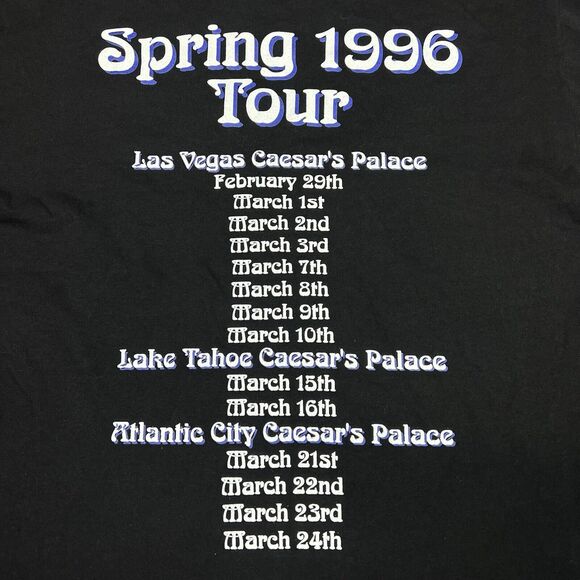 Spring 1996
Tour
Las Vegas Caesar's Palace
February 29th
March 1st
March 2nd
March 3rd
March 7th
March 8th
March 9th
March 10th
Lake Tahoe Caesar's Palace
March 15th
March 16th
Atlantic City Caesar's Palace
March 21st
March 22nd
March 23rd
March 24th